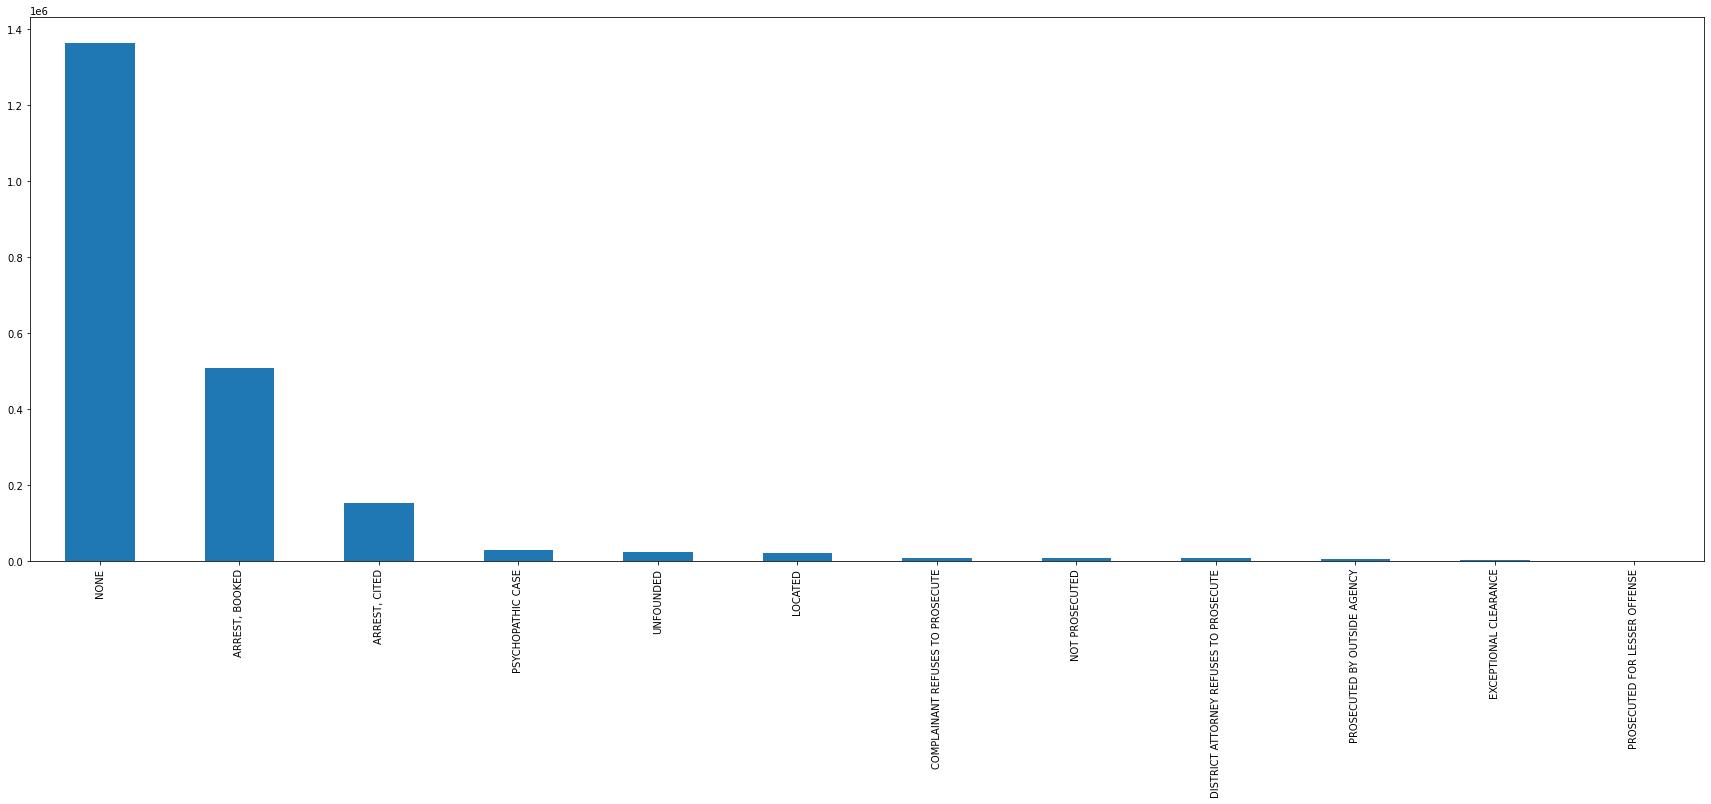 1e6
1.4
1.2
1.0
0.8
0.6
0.4
0.2
0.0
NONE
ARREST, BOOKED
ARREST, CITED
PSYCHOPATHIC CASE
UNFOUNDED
LOCATED
COMPLAINANT REFUSES TO PROSECUTE
NOT PROSECUTED
DISTRICT ATTORNEY REFUSES TO PROSECUTE
PROSECUTED BY OUTSIDE AGENCY
EXCEPTIONAL CLEARANCE
PROSECUTED FOR LESSER OFFENSE